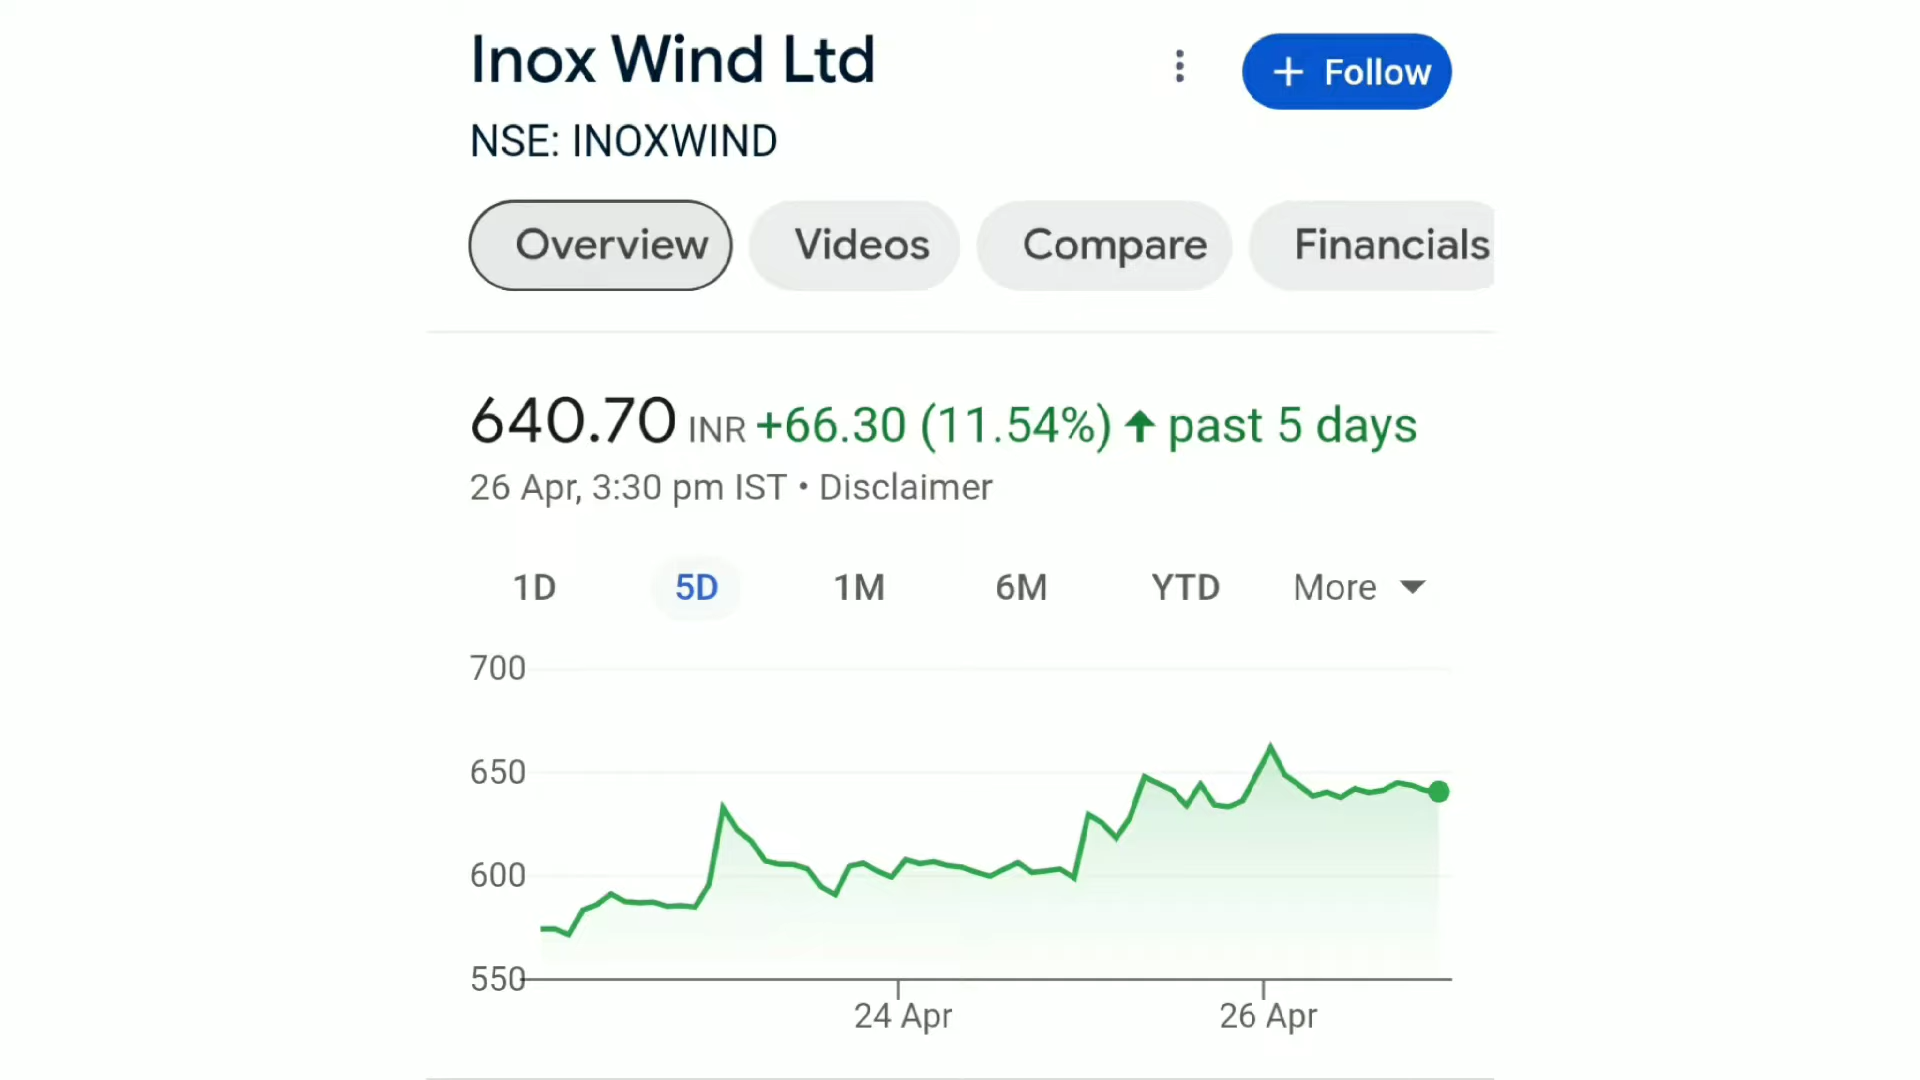 Inox Wind Ltd
+ Follow
NSE: INOXWIND
Overview Videos Compare Financials
640.70 INR +66.30 (11.54%) ↑ past 5 days
26 Apr, 3:30 pm IST • Disclaimer
1D 5D 1M 6M YTD More
700
650
600
550
24 Apr 26 Apr